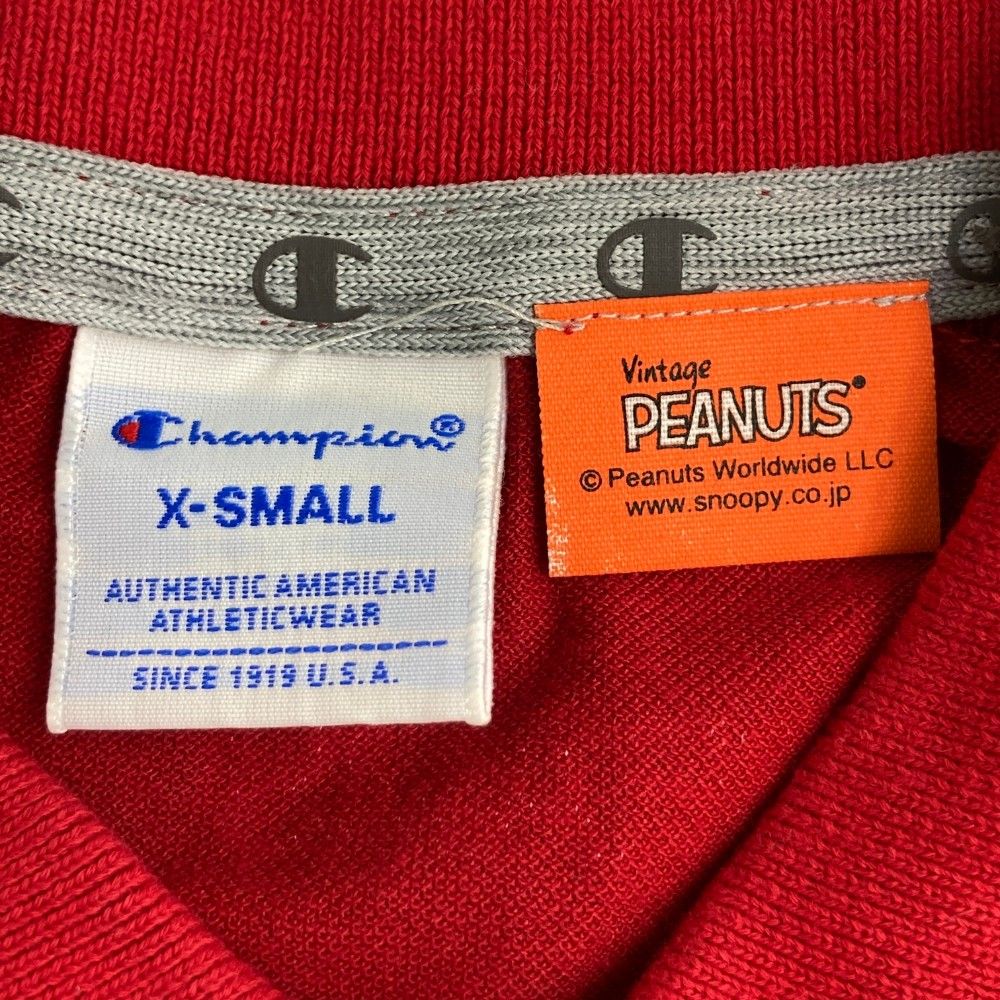 Champion®
X-SMALL
AUTHENTIC AMERICAN
ATHLETICWEAR
SINCE 1919 U.S.A.
Vintage
PEANUTS
© Peanuts Worldwide LLC
www.snoopy.co.jp